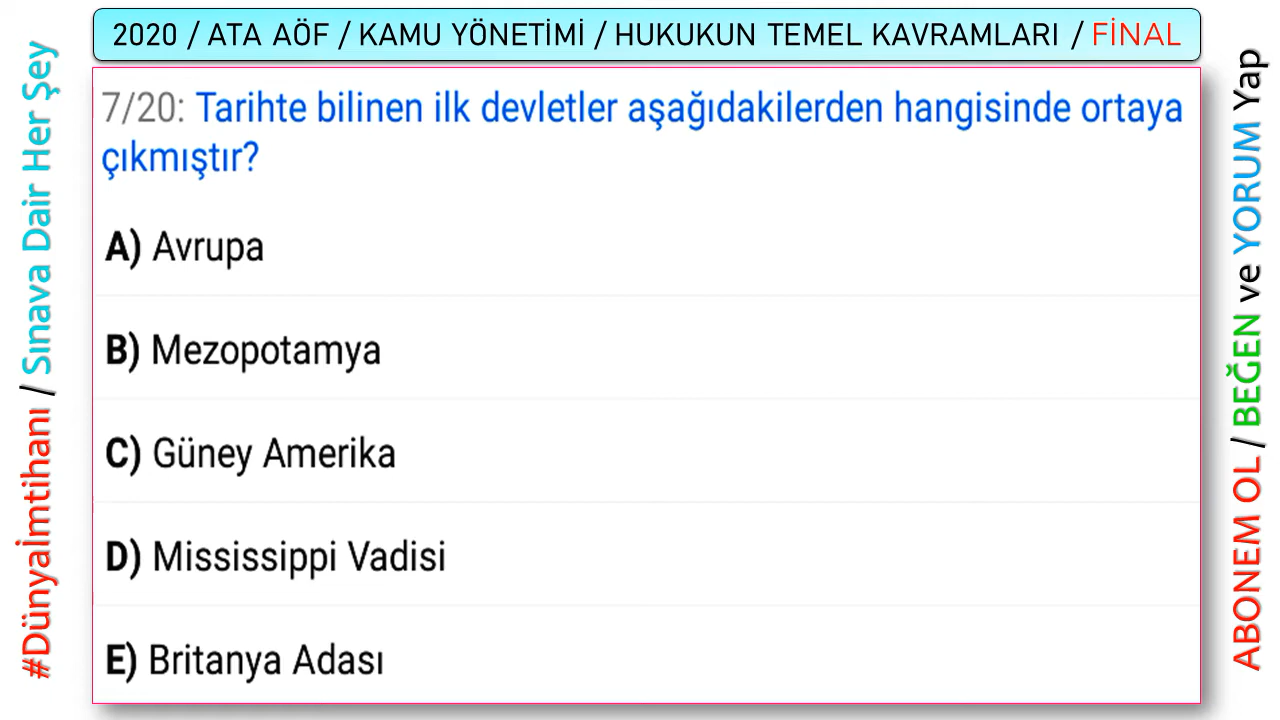 2020 / ATA AÖF / KAMU YÖNETİMİ / HUKUKUN TEMEL KAVRAMLARI / FİNAL
#Dünyaİmtihanı / Sınava Dair Her Şey
7/20: Tarihte bilinen ilk devletler aşağıdakilerden hangisinde ortaya
çıkmıştır?
A) Avrupa
B) Mezopotamya
C) Güney Amerika
D) Mississippi Vadisi
E) Britanya Adası
ABONEM OL / BEĞEN ve YORUM Yap